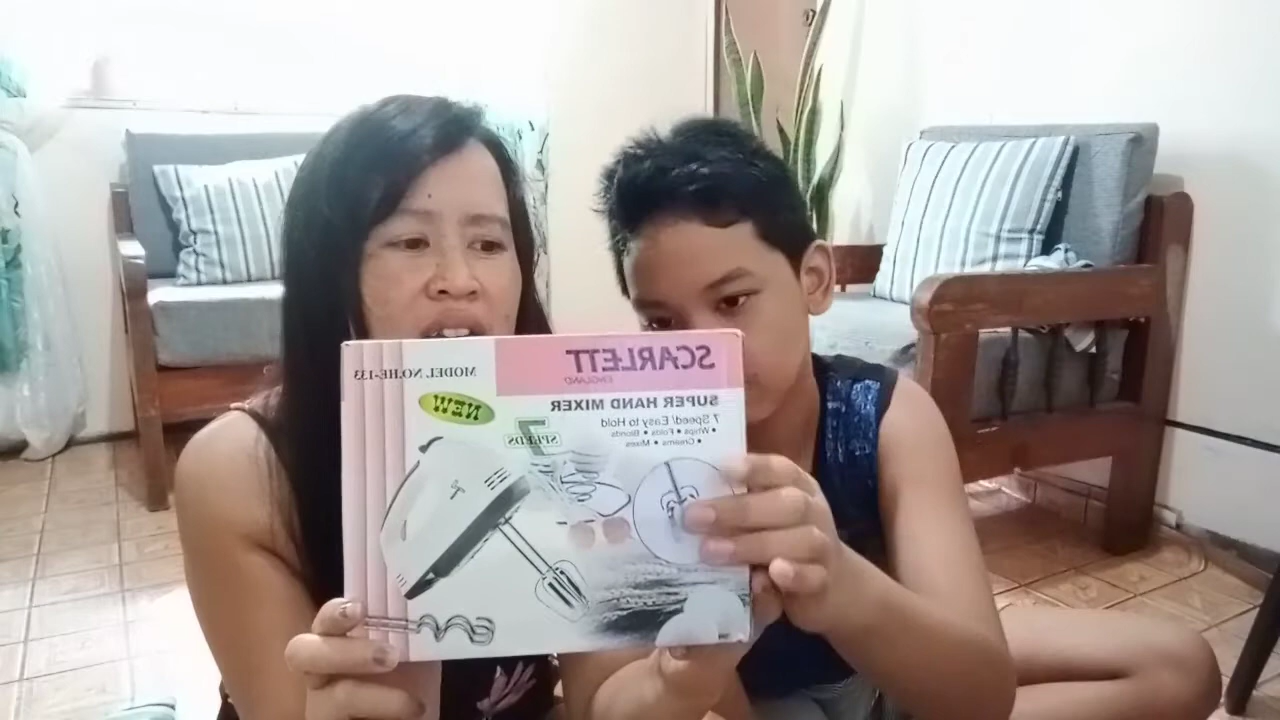 SCARLETT
ENGLAND
MODEL NO.HE-133
SUPER HAND MIXER
7 Speed/Easy to Hold
• Whips • Folds • Blends
• Creams • Mixes
NEW
7
SPEEDS